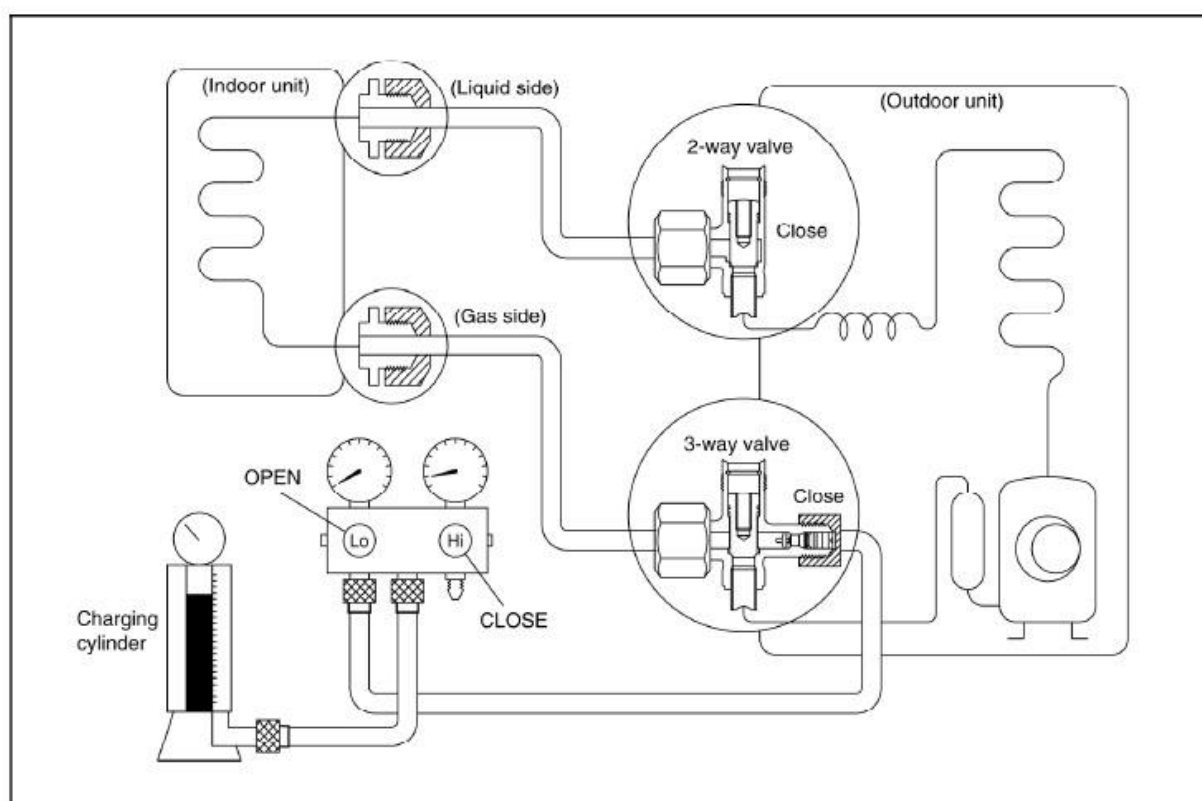 (Indoor unit)
(Liquid side)
(Outdoor unit)
2-way valve
Close
(Gas side)
3-way valve
Close
OPEN
Lo
Hi
CLOSE
Charging
cylinder